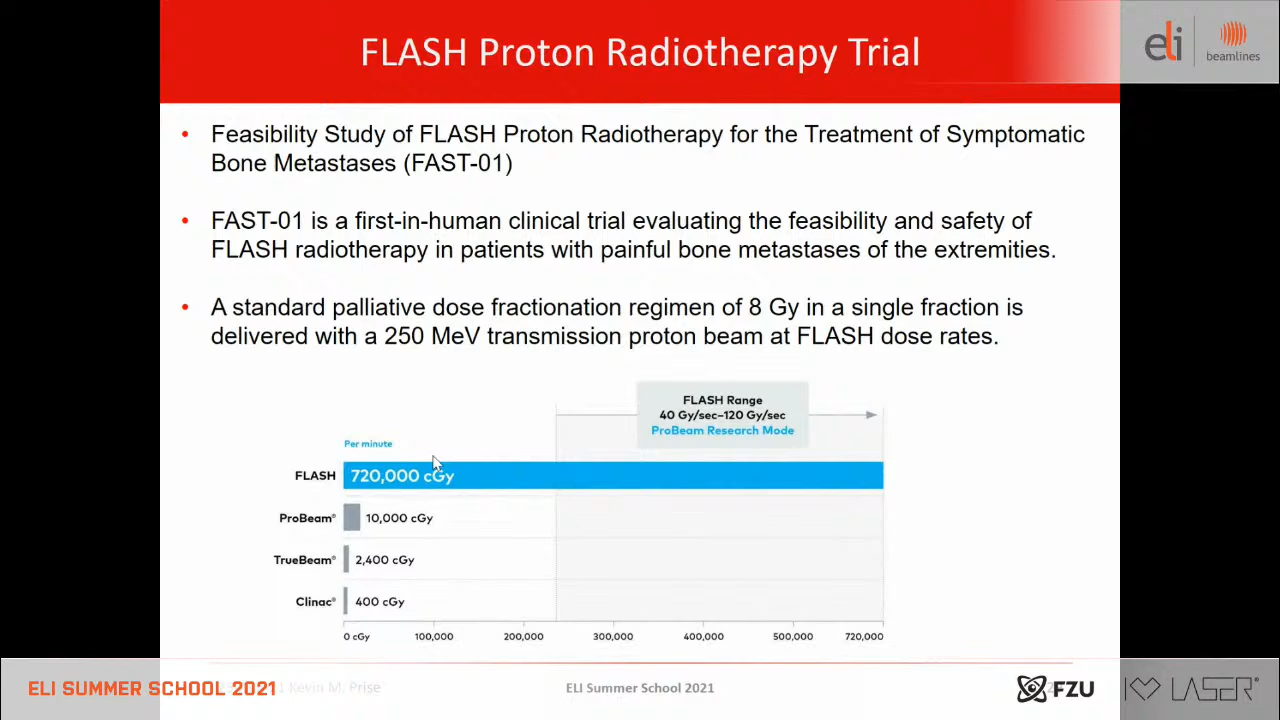 FLASH Proton Radiotherapy Trial
eli
beamlines
• Feasibility Study of FLASH Proton Radiotherapy for the Treatment of Symptomatic
Bone Metastases (FAST-01)
• FAST-01 is a first-in-human clinical trial evaluating the feasibility and safety of
FLASH radiotherapy in patients with painful bone metastases of the extremities.
• A standard palliative dose fractionation regimen of 8 Gy in a single fraction is
delivered with a 250 MeV transmission proton beam at FLASH dose rates.
FLASH Range
40 Gy/sec–120 Gy/sec
ProBeam Research Mode
Per minute
FLASH 720,000 cGy
ProBeam® 10,000 cGy
TrueBeam® 2,400 cGy
Clinac® 400 cGy
0 cGy 100,000 200,000 300,000 400,000 500,000 720,000
ELI SUMMER SCHOOL 2021 Kevin M. Prise ELI Summer School 2021 FZU LASER